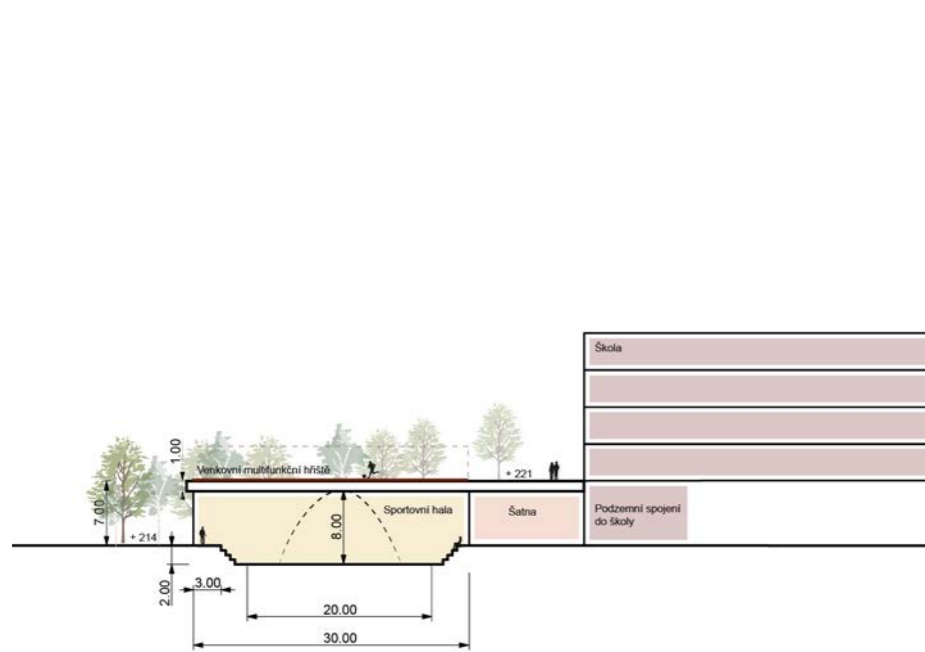 Škola
1.00
Venkovní multifunkční hřiště
+ 221
7.00
Sportovní hala
Šatna
Podzemní spojení
do školy
8.00
+ 214
2.00
3.00
20.00
30.00